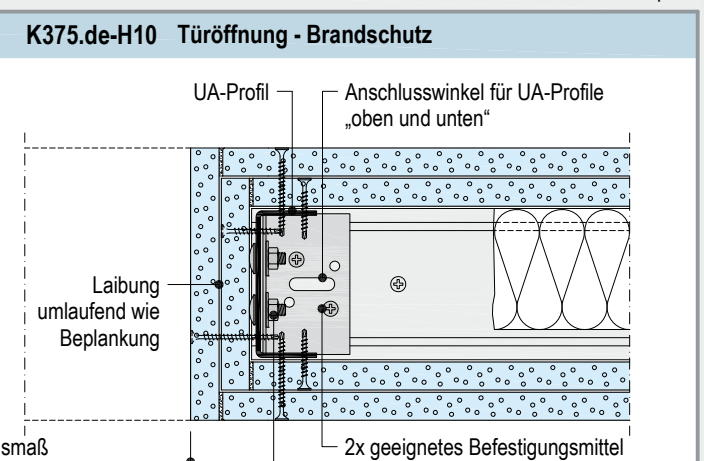 K375.de-H10 Türöffnung - Brandschutz
UA-Profil
Anschlusswinkel für UA-Profile
„oben und unten“
Laibung
umlaufend wie
Beplankung
smaß
2x geeignetes Befestigungsmittel